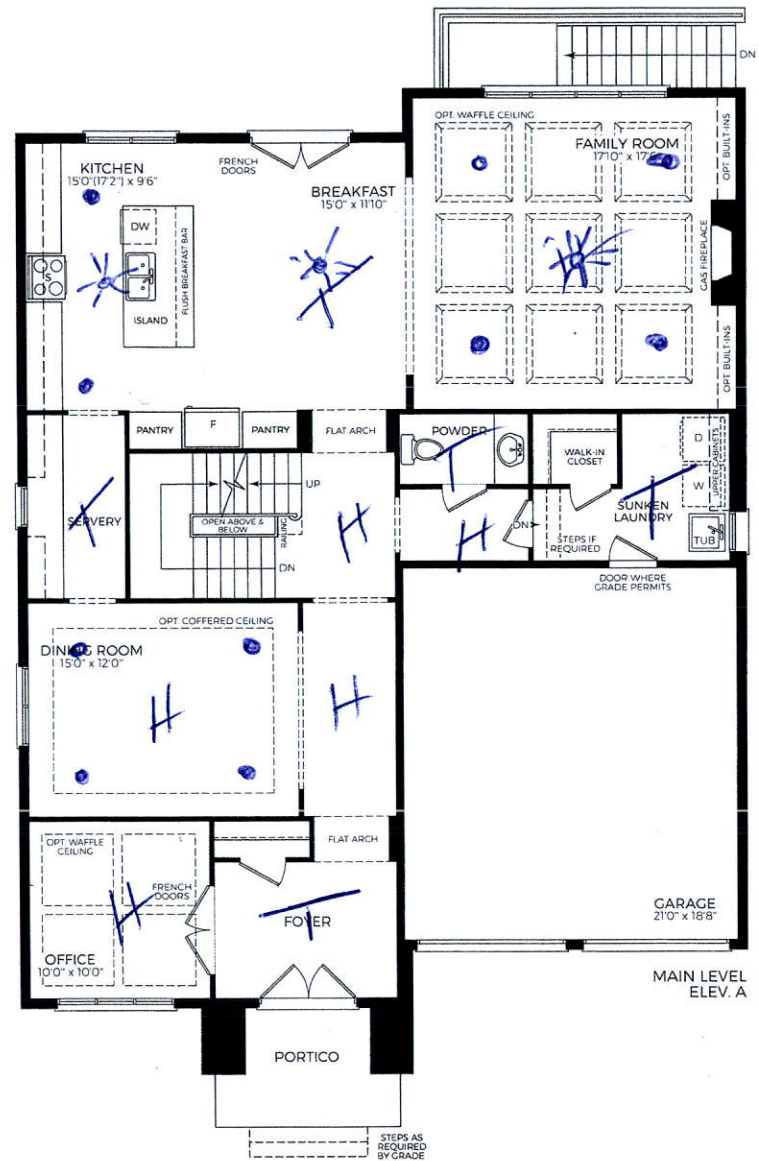 DN
OPT. WAFFLE CEILING
FAMILY ROOM
17'10" x 17'6"
OPT. BUILT-INS
KITCHEN
15'0"(17'2") x 9'6"
FRENCH
DOORS
BREAKFAST
15'0" x 11'10"
DW
FLUSH BREAKFAST BAR
S
ISLAND
GAS FIREPLACE
OPT. BUILT-INS
PANTRY
F
PANTRY
FLAT ARCH
POWDER
T
WALK-IN
CLOSET
D
W
UPPER CABINETS
T
SUNKEN
LAUNDRY
TUB
UP
OPEN ABOVE &
BELOW
RAILING
DN
SERVERY
T
H
H
DN
STEPS IF
REQUIRED
DOOR WHERE
GRADE PERMITS
OPT. COFFERED CEILING
DINING ROOM
15'0" x 12'0"
H
H
OPT. WAFFLE
CEILING
FLAT ARCH
FRENCH
DOORS
H
T
FOYER
OFFICE
10'0" x 10'0"
GARAGE
21'0" x 18'8"
MAIN LEVEL
ELEV. A
PORTICO
STEPS AS
REQUIRED
BY GRADE